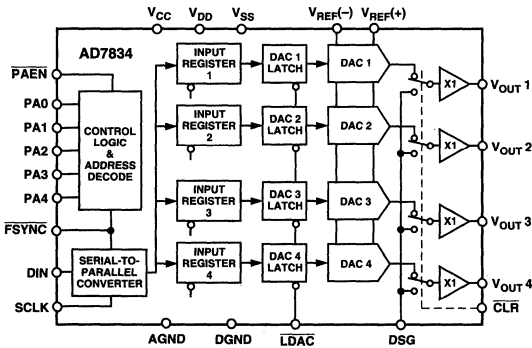 VCC VDD VSS VREF(–) VREF(+)
AD7834
PAEN
PA0
PA1
PA2
PA3
PA4
FSYNC
DIN
SCLK
CONTROL
LOGIC
&
ADDRESS
DECODE
SERIAL-TO-
PARALLEL
CONVERTER
INPUT
REGISTER
1
DAC 1
LATCH
DAC 1
X1
VOUT 1
INPUT
REGISTER
2
DAC 2
LATCH
DAC 2
X1
VOUT 2
INPUT
REGISTER
3
DAC 3
LATCH
DAC 3
X1
VOUT 3
INPUT
REGISTER
4
DAC 4
LATCH
DAC 4
X1
VOUT 4
CLR
AGND DGND LDAC DSG